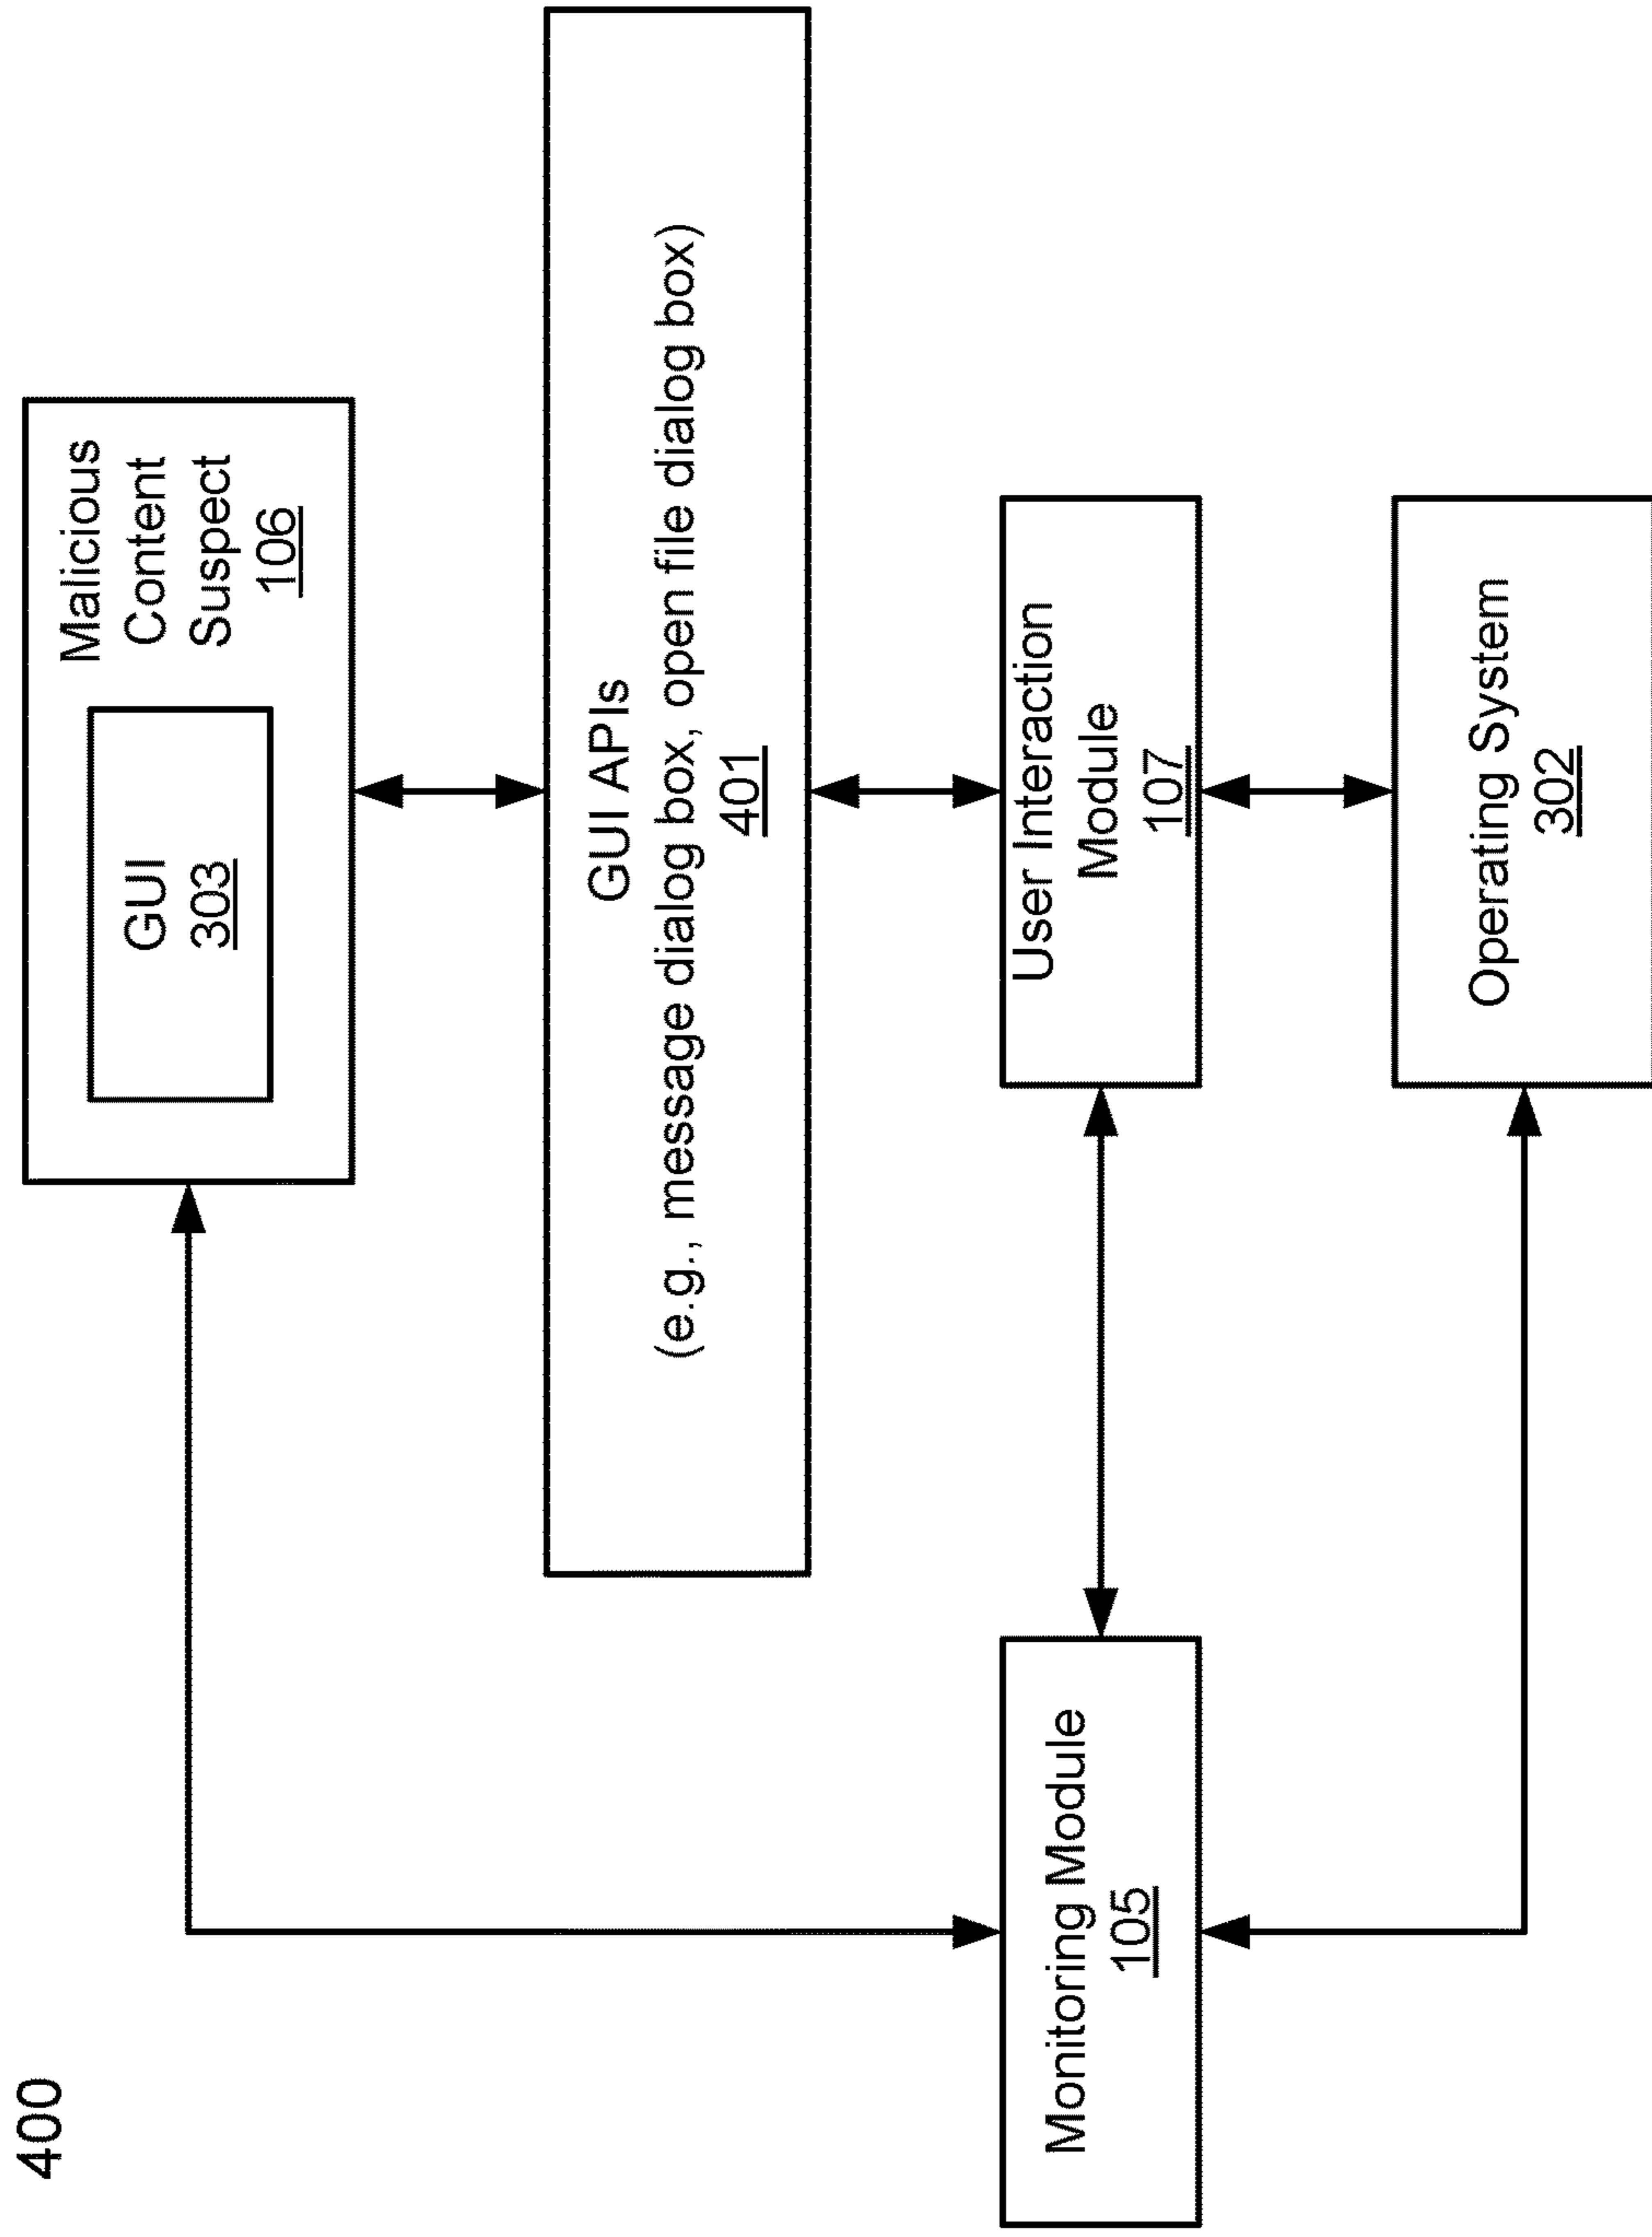 400
Malicious
Content
Suspect
106
GUI
303
GUI APIs
(e.g., message dialog box, open file dialog box)
401
User Interaction
Module
107
Monitoring Module
105
Operating System
302